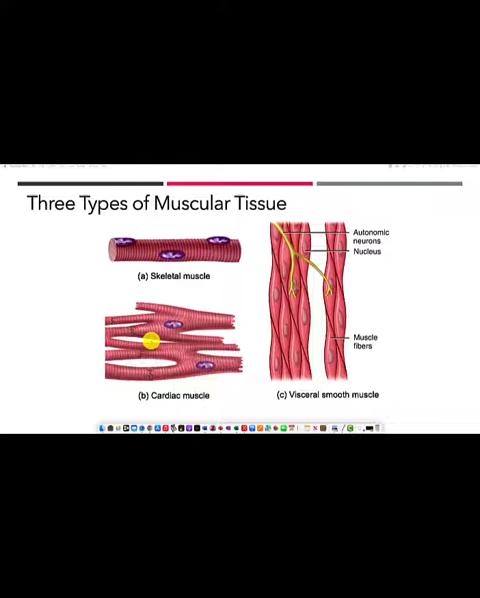 Three Types of Muscular Tissue
(a) Skeletal muscle
(b) Cardiac muscle
Autonomic
neurons
Nucleus
Muscle
fibers
(c) Visceral smooth muscle